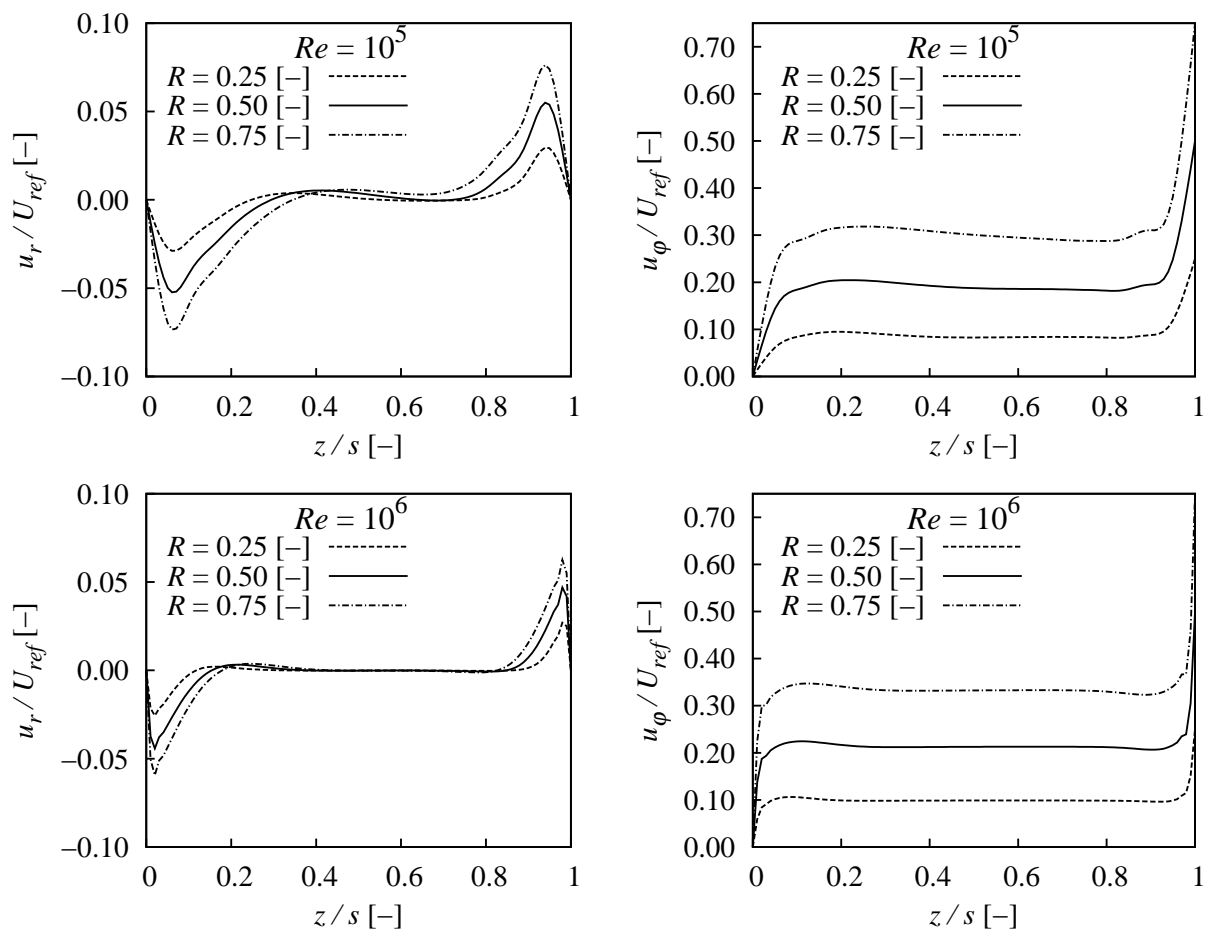 u_r / U_ref [–]
0.10
0.05
0.00
–0.05
–0.10
Re = 10^5
R = 0.25 [–]
R = 0.50 [–]
R = 0.75 [–]
0 0.2 0.4 0.6 0.8 1
z / s [–]
u_φ / U_ref [–]
0.70
0.60
0.50
0.40
0.30
0.20
0.10
0.00
Re = 10^5
R = 0.25 [–]
R = 0.50 [–]
R = 0.75 [–]
0 0.2 0.4 0.6 0.8 1
z / s [–]
u_r / U_ref [–]
0.10
0.05
0.00
–0.05
–0.10
Re = 10^6
R = 0.25 [–]
R = 0.50 [–]
R = 0.75 [–]
0 0.2 0.4 0.6 0.8 1
z / s [–]
u_φ / U_ref [–]
0.70
0.60
0.50
0.40
0.30
0.20
0.10
0.00
Re = 10^6
R = 0.25 [–]
R = 0.50 [–]
R = 0.75 [–]
0 0.2 0.4 0.6 0.8 1
z / s [–]